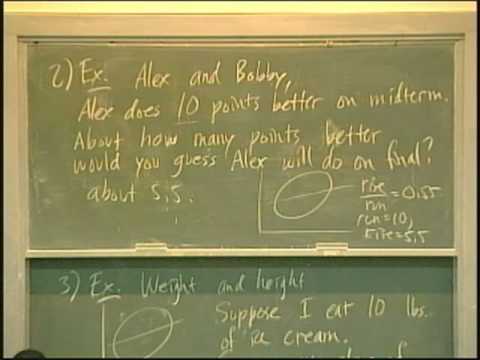 2) Ex. Alex and Bobby,
Alex does 10 points better on midterm.
About how many points better
would you guess Alex will do on final?
about 5.5.
rise
run
= 0.55
run = 10,
rise = 5.5
3) Ex. Weight and height
Suppose I eat 10 lbs.
of ice cream.